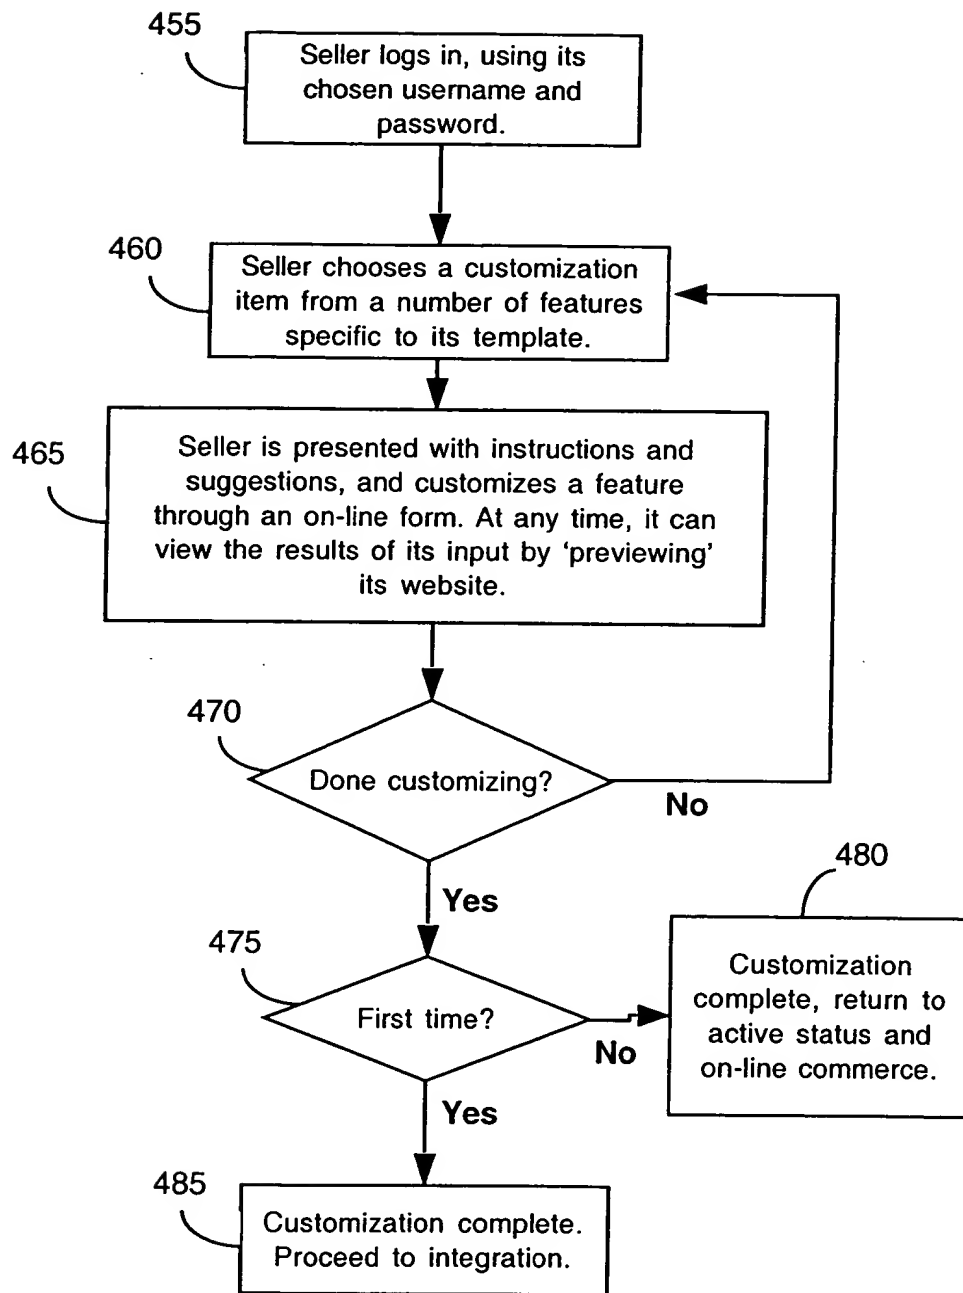 455
Seller logs in, using its
chosen username and
password.
460
Seller chooses a customization
item from a number of features
specific to its template.
465
Seller is presented with instructions and
suggestions, and customizes a feature
through an on-line form. At any time, it can
view the results of its input by ‘previewing’
its website.
470
Done customizing?
No
Yes
475
First time?
No
480
Customization
complete, return to
active status and
on-line commerce.
Yes
485
Customization complete.
Proceed to integration.